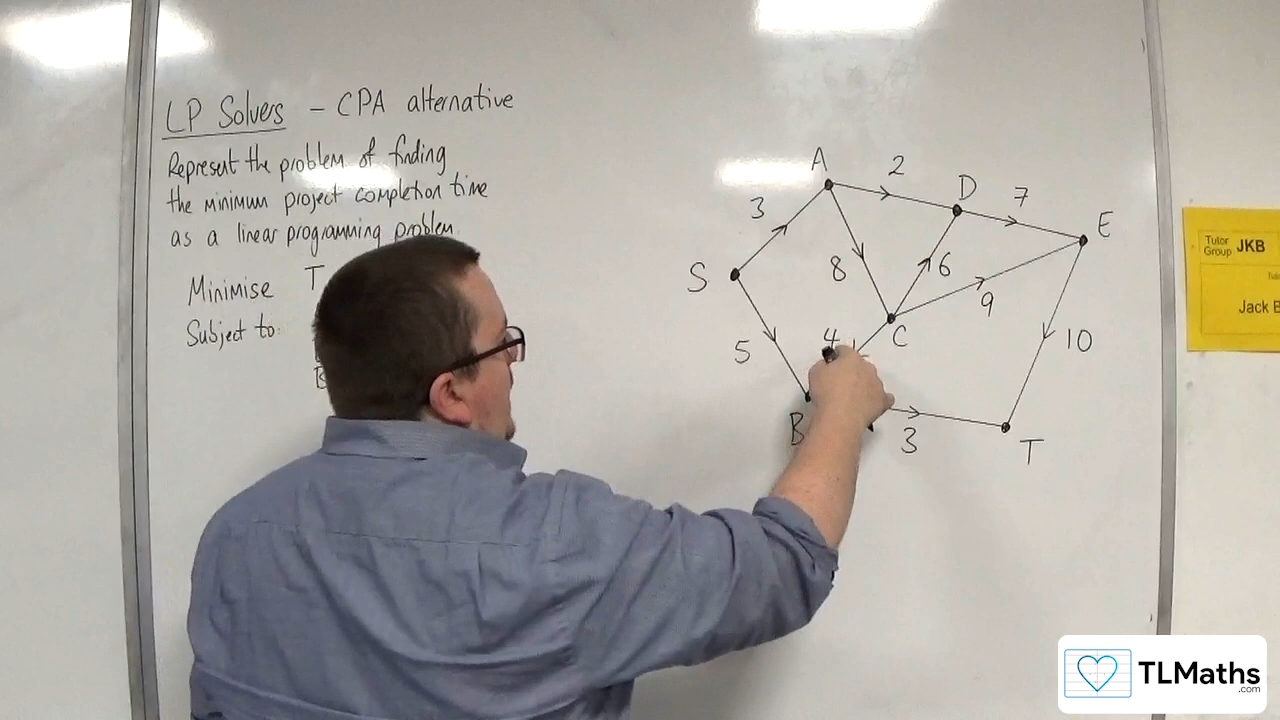 LP Solvers - CPA alternative
Represent the problem of finding
the minimum project completion time
as a linear programming problem.
Minimise T
Subject to:
B
A
2
D
7
E
3
S
8
6
9
C
5
4
10
B
3
T
Tutor
Group JKB
Jack B
TLMaths
.com